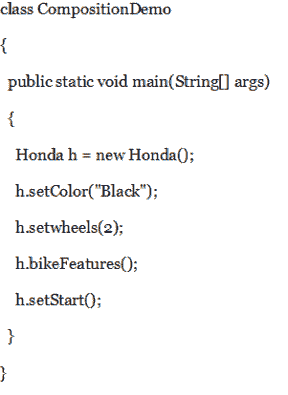 class CompositionDemo
{
public static void main(String[] args)
{
Honda h = new Honda();
h.setColor("Black");
h.setwheels(2);
h.bikeFeatures();
h.setStart();
}
}